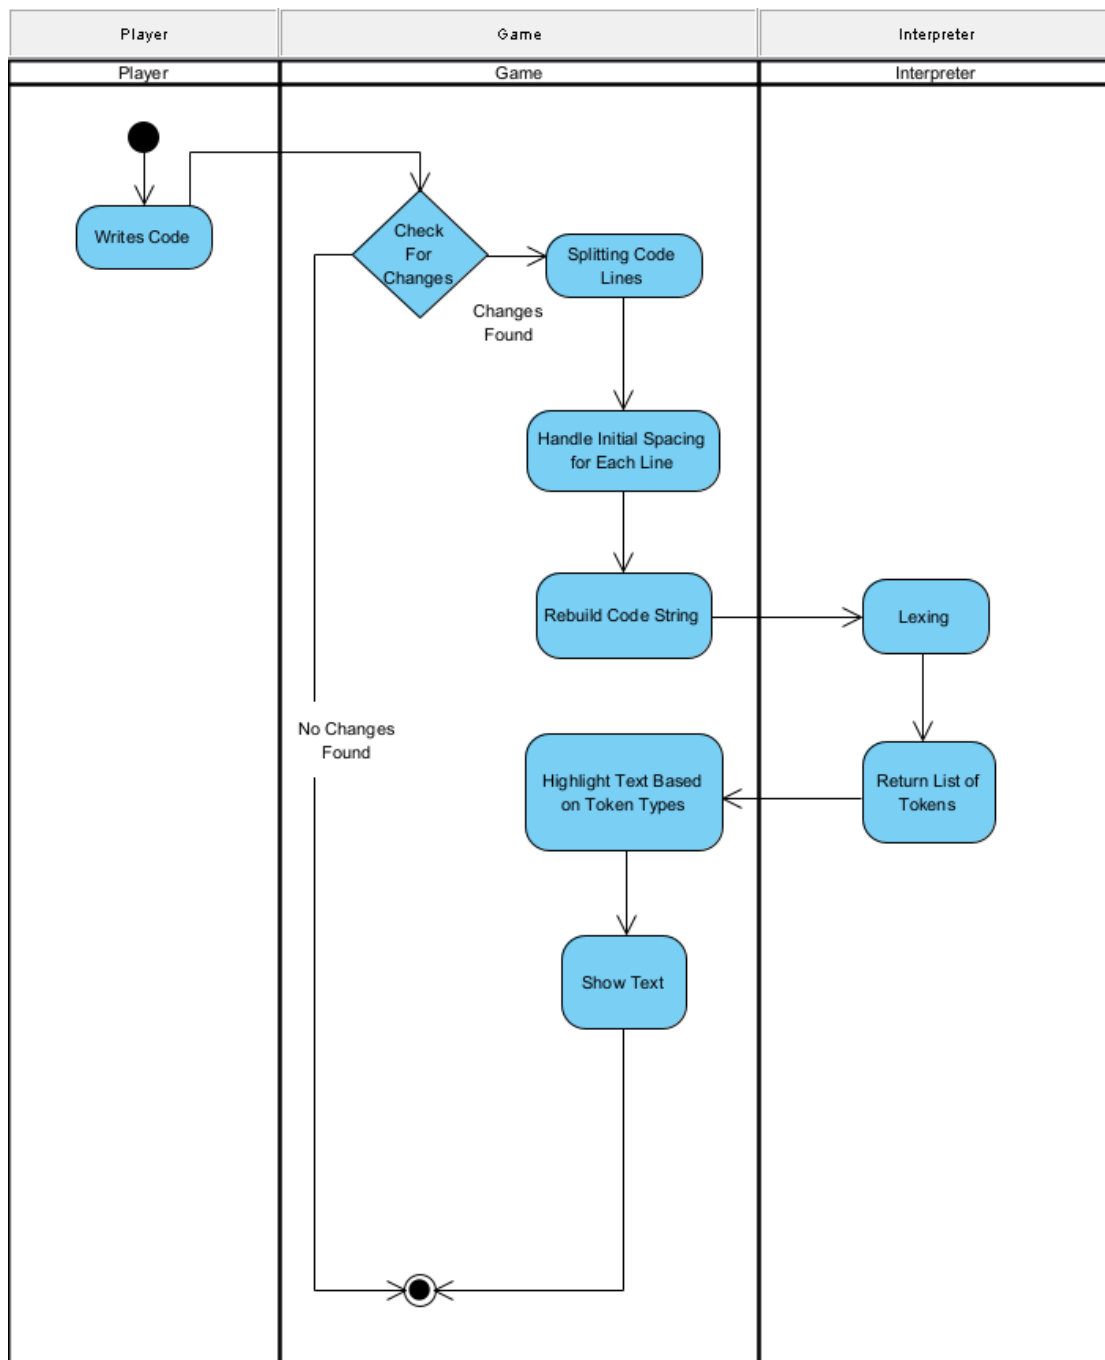 Player
Game
Interpreter
Player
Game
Interpreter
Writes Code
Check
For
Changes
Splitting Code
Lines
Changes
Found
Handle Initial Spacing
for Each Line
Rebuild Code String
Lexing
No Changes
Found
Highlight Text Based
on Token Types
Return List of
Tokens
Show Text